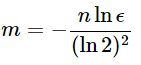 m = -\frac{n \ln \epsilon}{(\ln 2)^2}